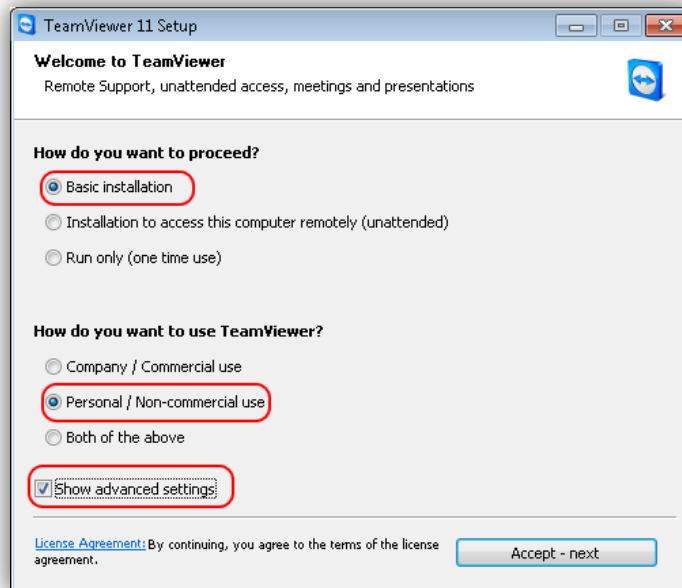 TeamViewer 11 Setup
Welcome to TeamViewer
Remote Support, unattended access, meetings and presentations
How do you want to proceed?
Basic installation
Installation to access this computer remotely (unattended)
Run only (one time use)
How do you want to use TeamViewer?
Company / Commercial use
Personal / Non-commercial use
Both of the above
Show advanced settings
License Agreement: By continuing, you agree to the terms of the license
agreement.
Accept - next